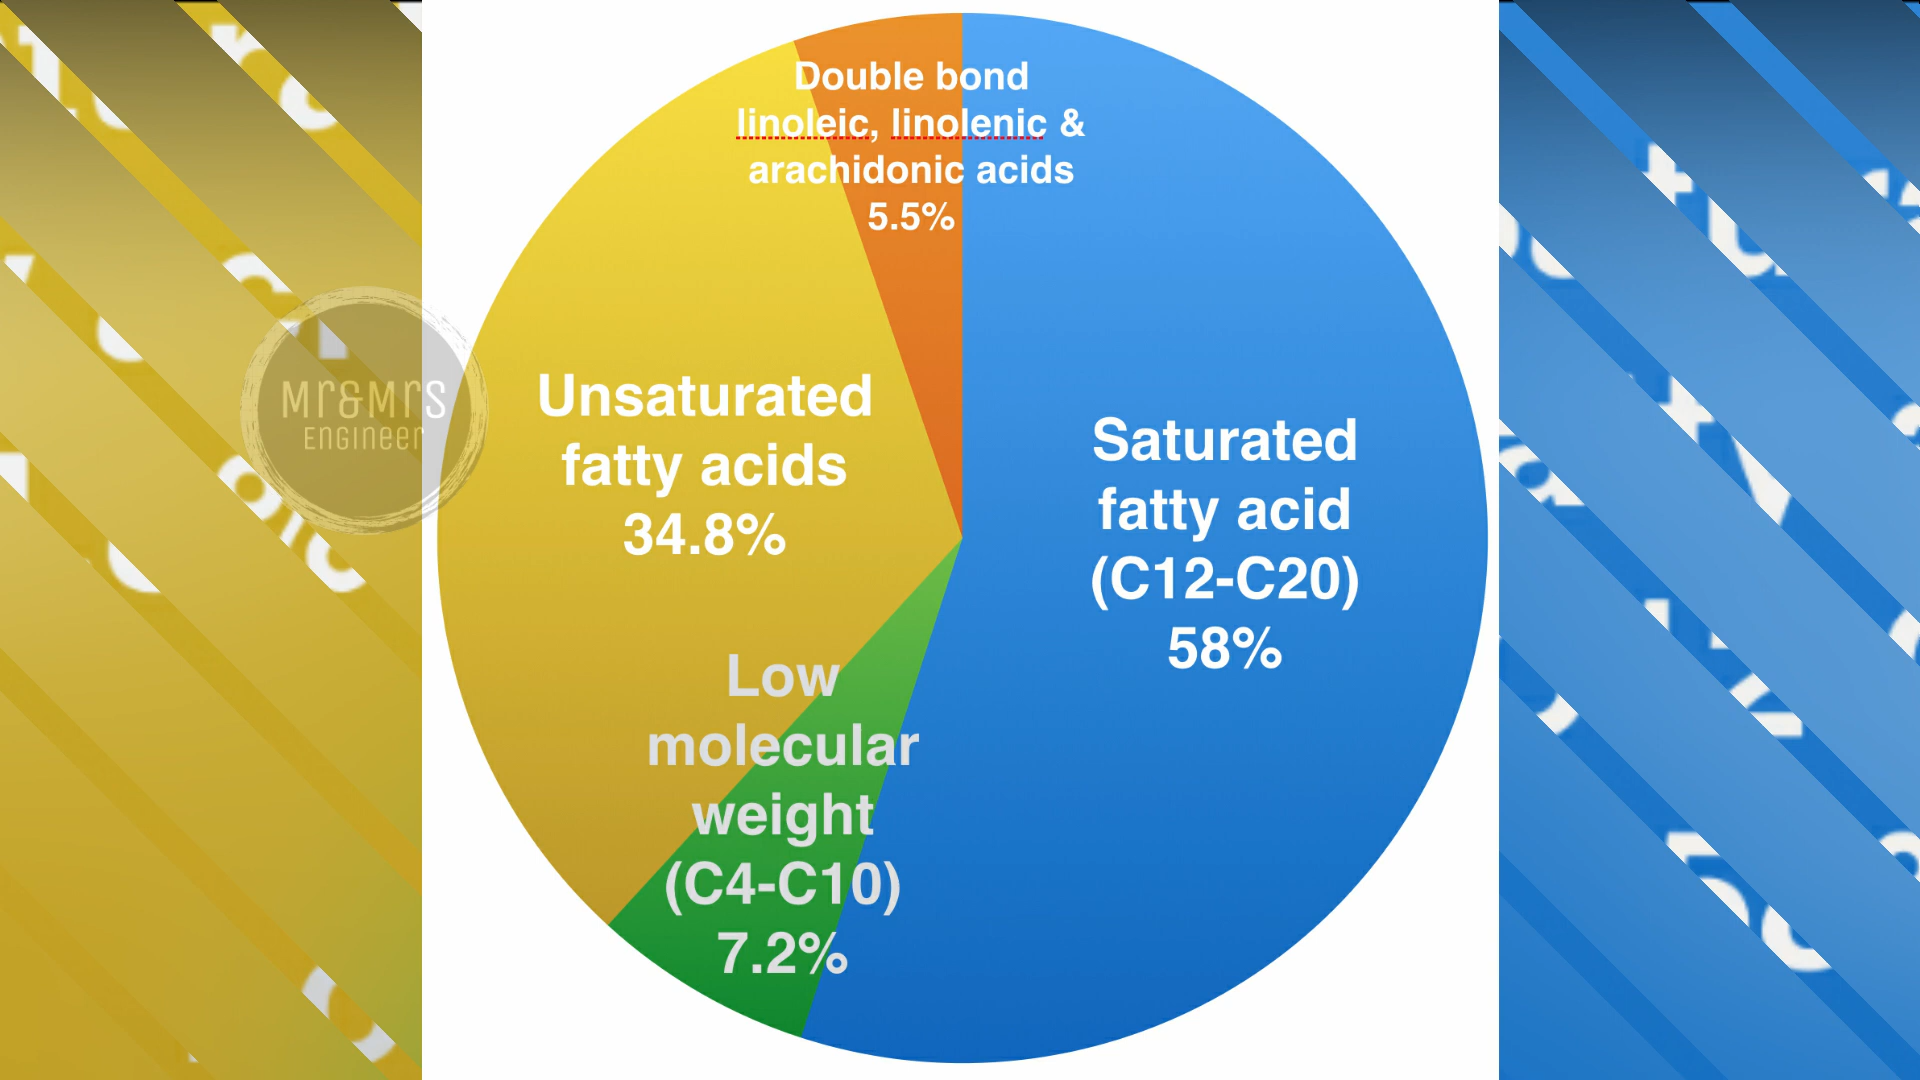 Double bond
linoleic, linolenic &
arachidonic acids
5.5%
Unsaturated
fatty acids
34.8%
Saturated
fatty acid
(C12-C20)
58%
Low
molecular
weight
(C4-C10)
7.2%
Mr&Mrs
Engineer